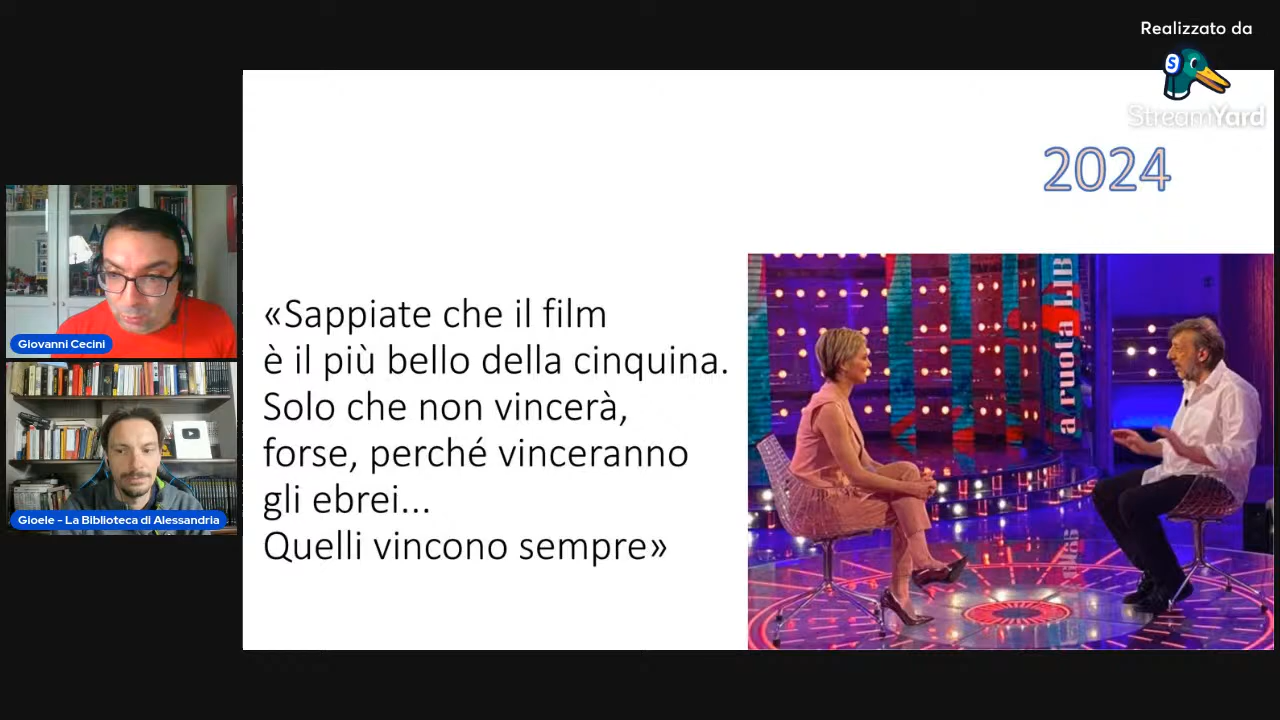 Realizzato da
StreamYard
2024
«Sappiate che il film
è il più bello della cinquina.
Solo che non vincerà,
forse, perché vinceranno
gli ebrei...
Quelli vincono sempre»
a ruota LIB
Giovanni Cecini
Gioele - La Biblioteca di Alessandria